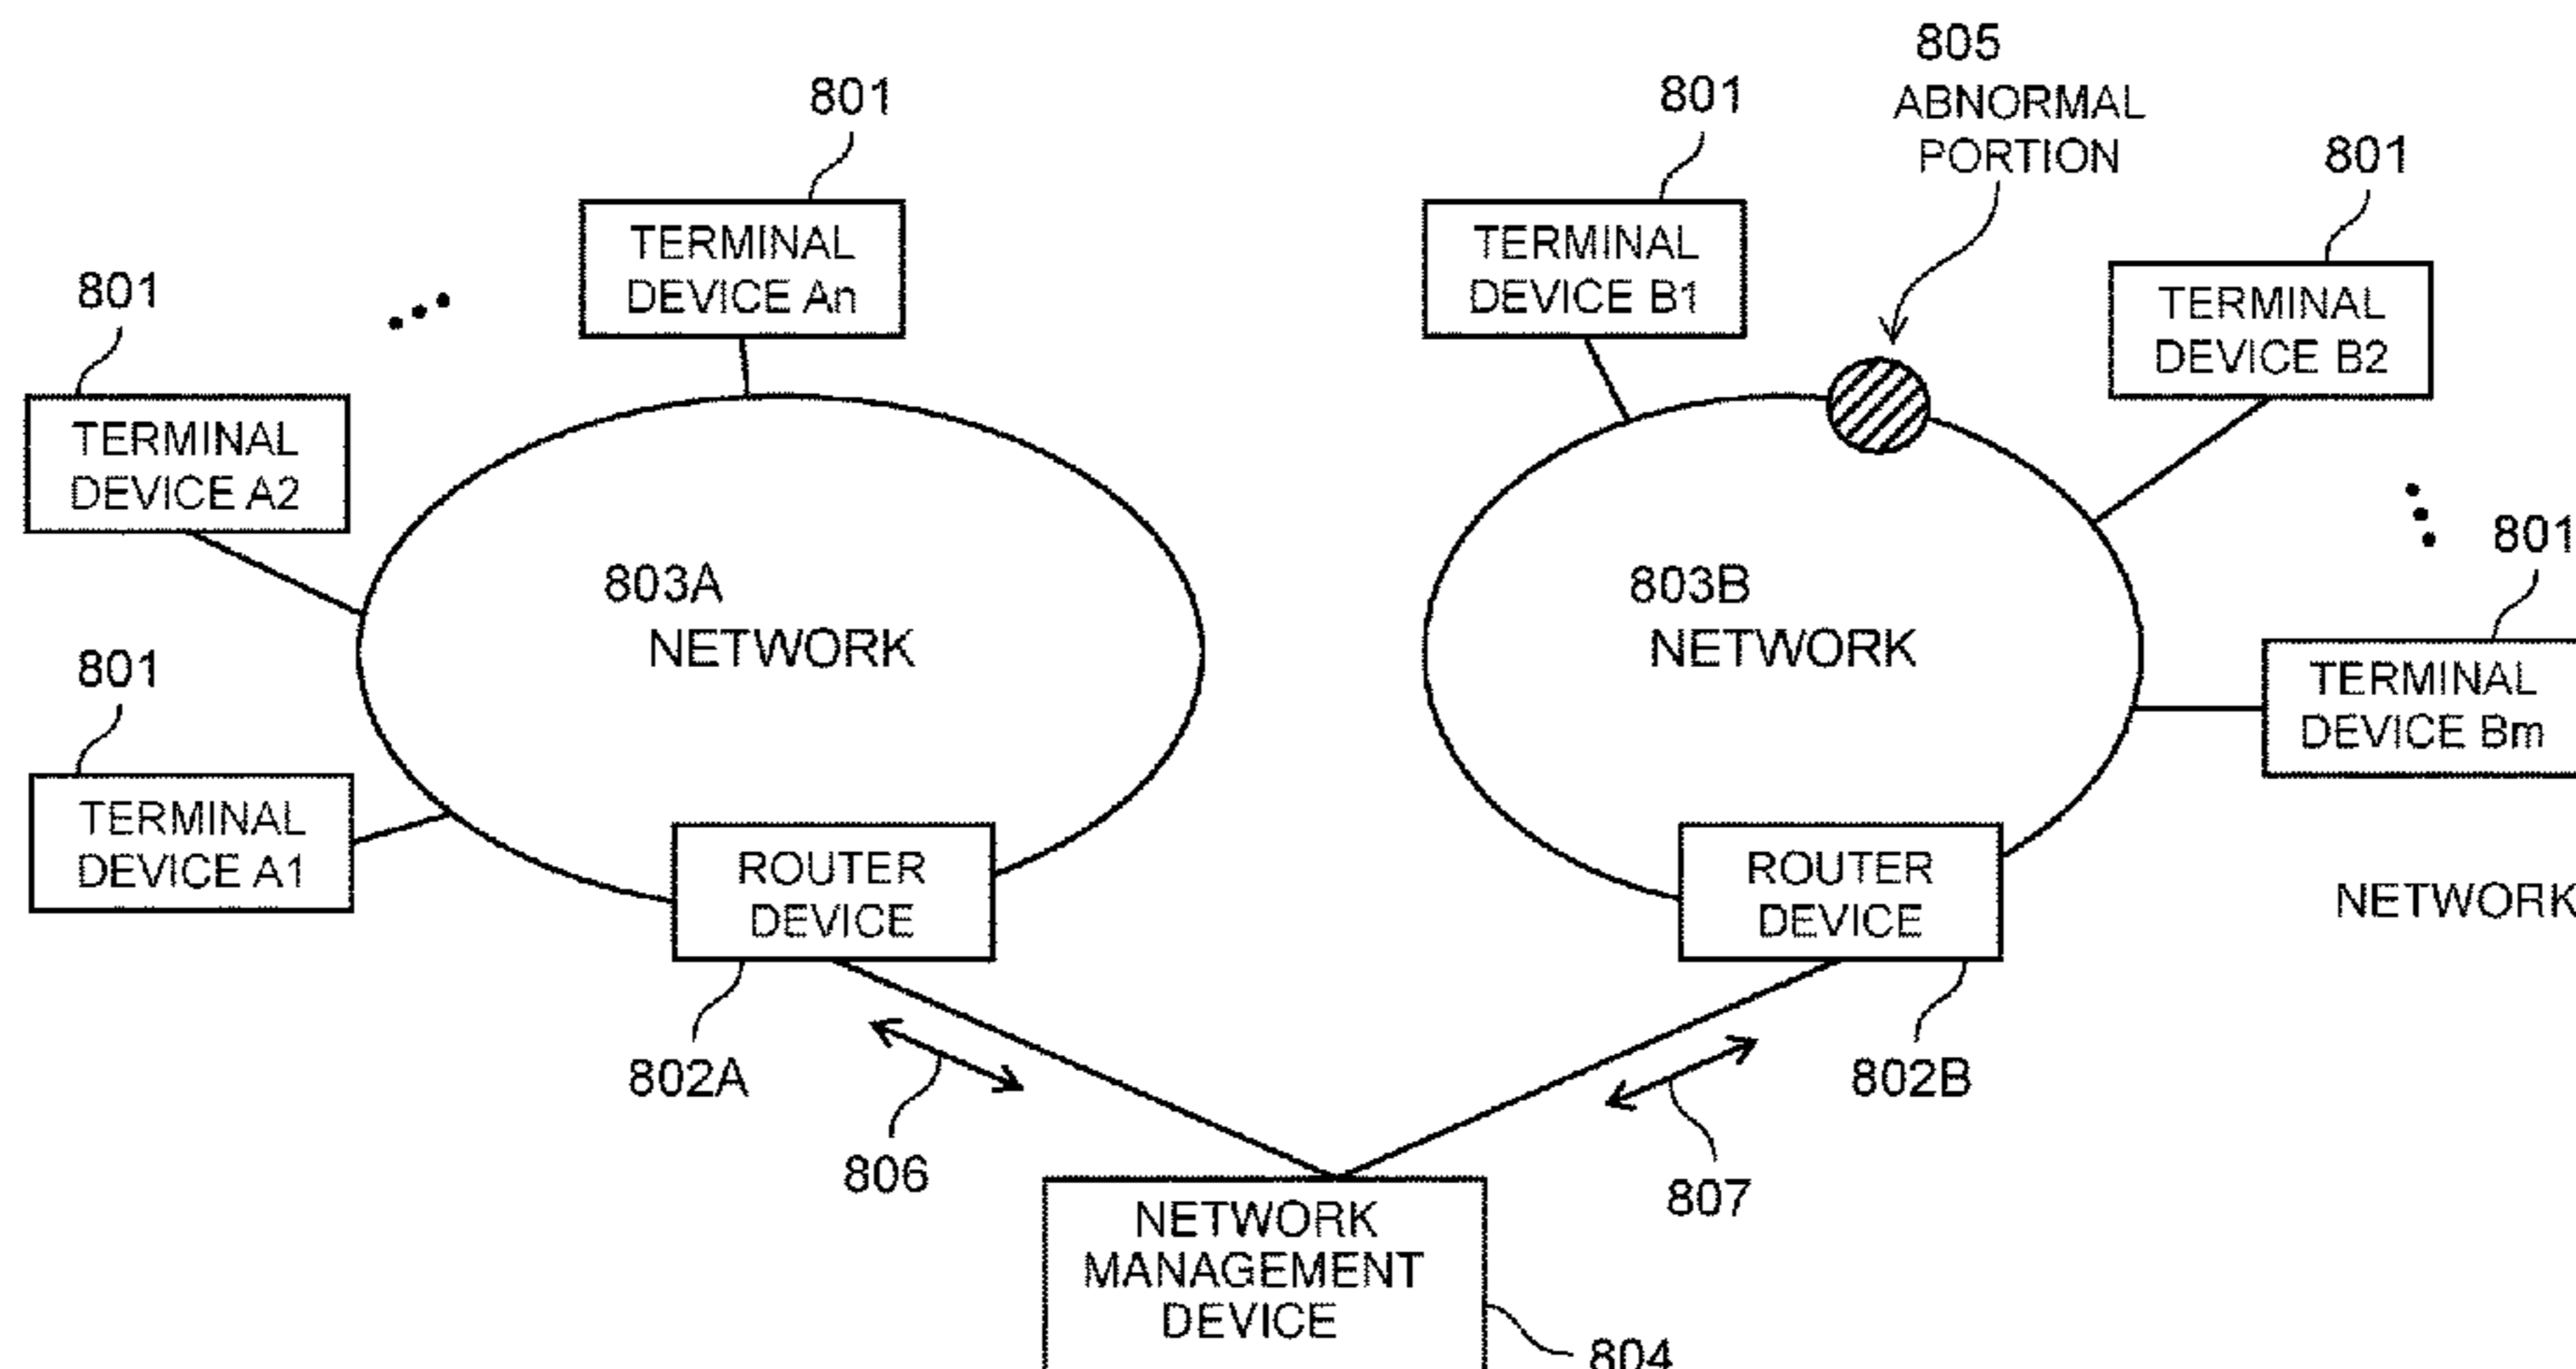 805
ABNORMAL
PORTION
801
TERMINAL
DEVICE An
801
TERMINAL
DEVICE B1
801
TERMINAL
DEVICE B2
801
TERMINAL
DEVICE A2
803A
NETWORK
803B
NETWORK
801
TERMINAL
DEVICE Bm
801
TERMINAL
DEVICE A1
ROUTER
DEVICE
802A
ROUTER
DEVICE
802B
NETWORK
806
807
NETWORK
MANAGEMENT
DEVICE
804